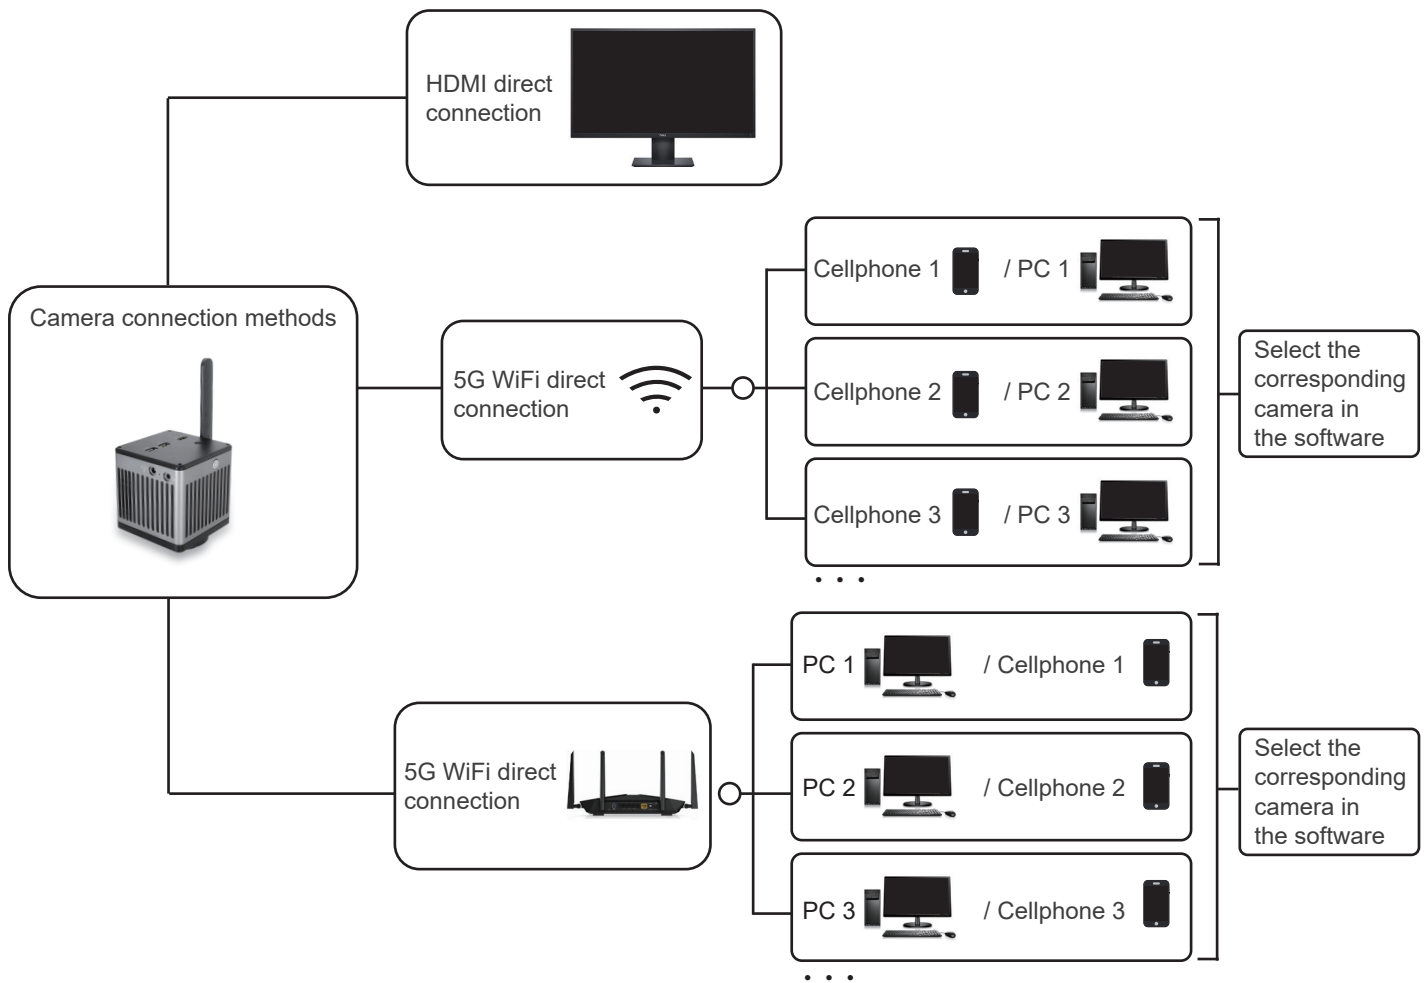 HDMI direct
connection
Camera connection methods
5G WiFi direct
connection
Cellphone 1 / PC 1
Cellphone 2 / PC 2
Cellphone 3 / PC 3
. . .
Select the
corresponding
camera in
the software
5G WiFi direct
connection
PC 1 / Cellphone 1
PC 2 / Cellphone 2
PC 3 / Cellphone 3
. . .
Select the
corresponding
camera in
the software